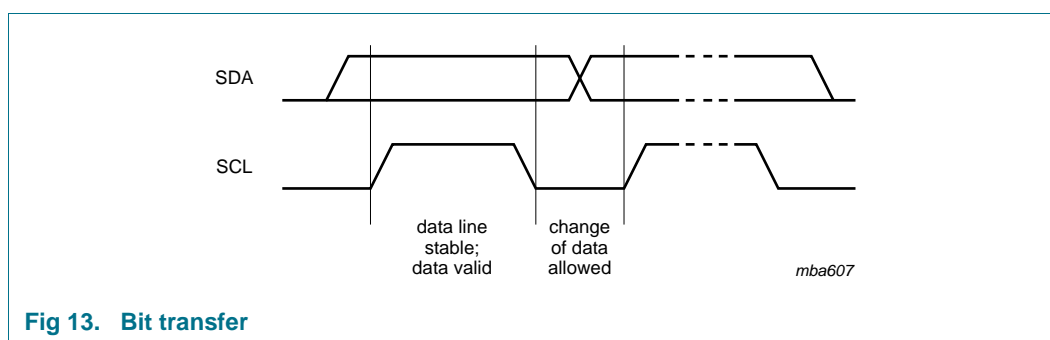 SDA
SCL
data line
stable;
data valid
change
of data
allowed
mba607
Fig 13. Bit transfer